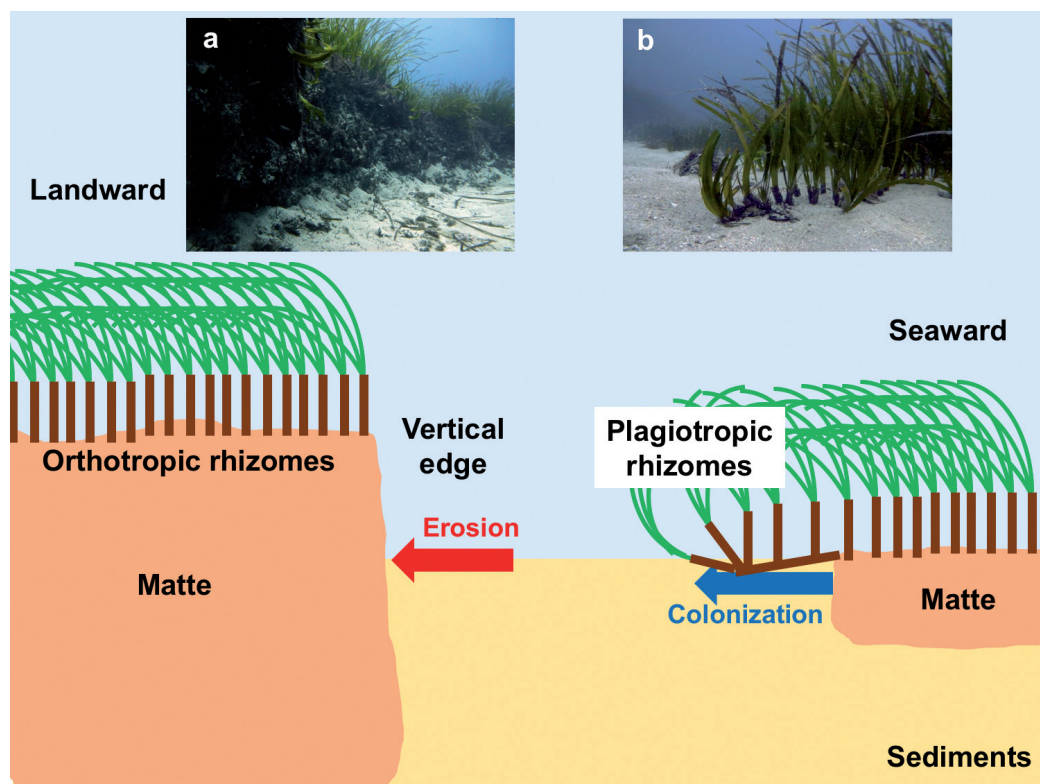 a
b
Landward
Seaward
Vertical
edge
Plagiotropic
rhizomes
Orthotropic rhizomes
Erosion
Matte
Colonization
Matte
Sediments